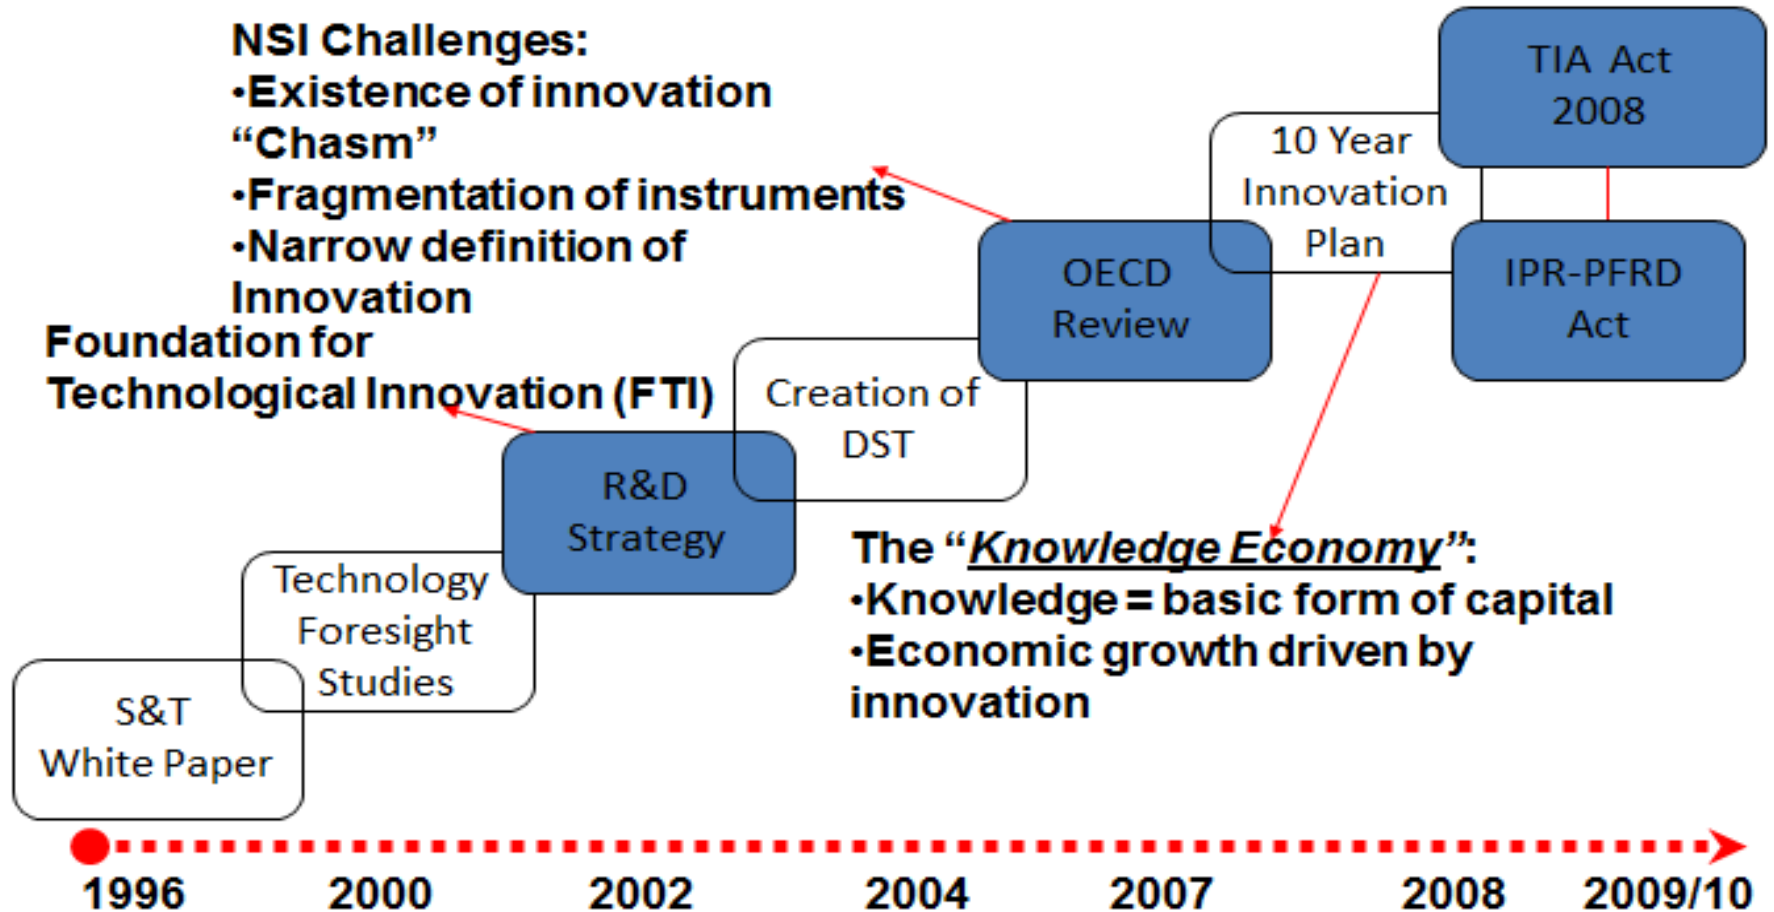 NSI Challenges:
•Existence of innovation
“Chasm”
•Fragmentation of instruments
•Narrow definition of
Innovation
Foundation for
Technological Innovation (FTI)
TIA Act
2008
10 Year
Innovation
Plan
IPR-PFRD
Act
OECD
Review
Creation of
DST
R&D
Strategy
Technology
Foresight
Studies
S&T
White Paper
The “Knowledge Economy”:
•Knowledge = basic form of capital
•Economic growth driven by
innovation
1996 2000 2002 2004 2007 2008 2009/10